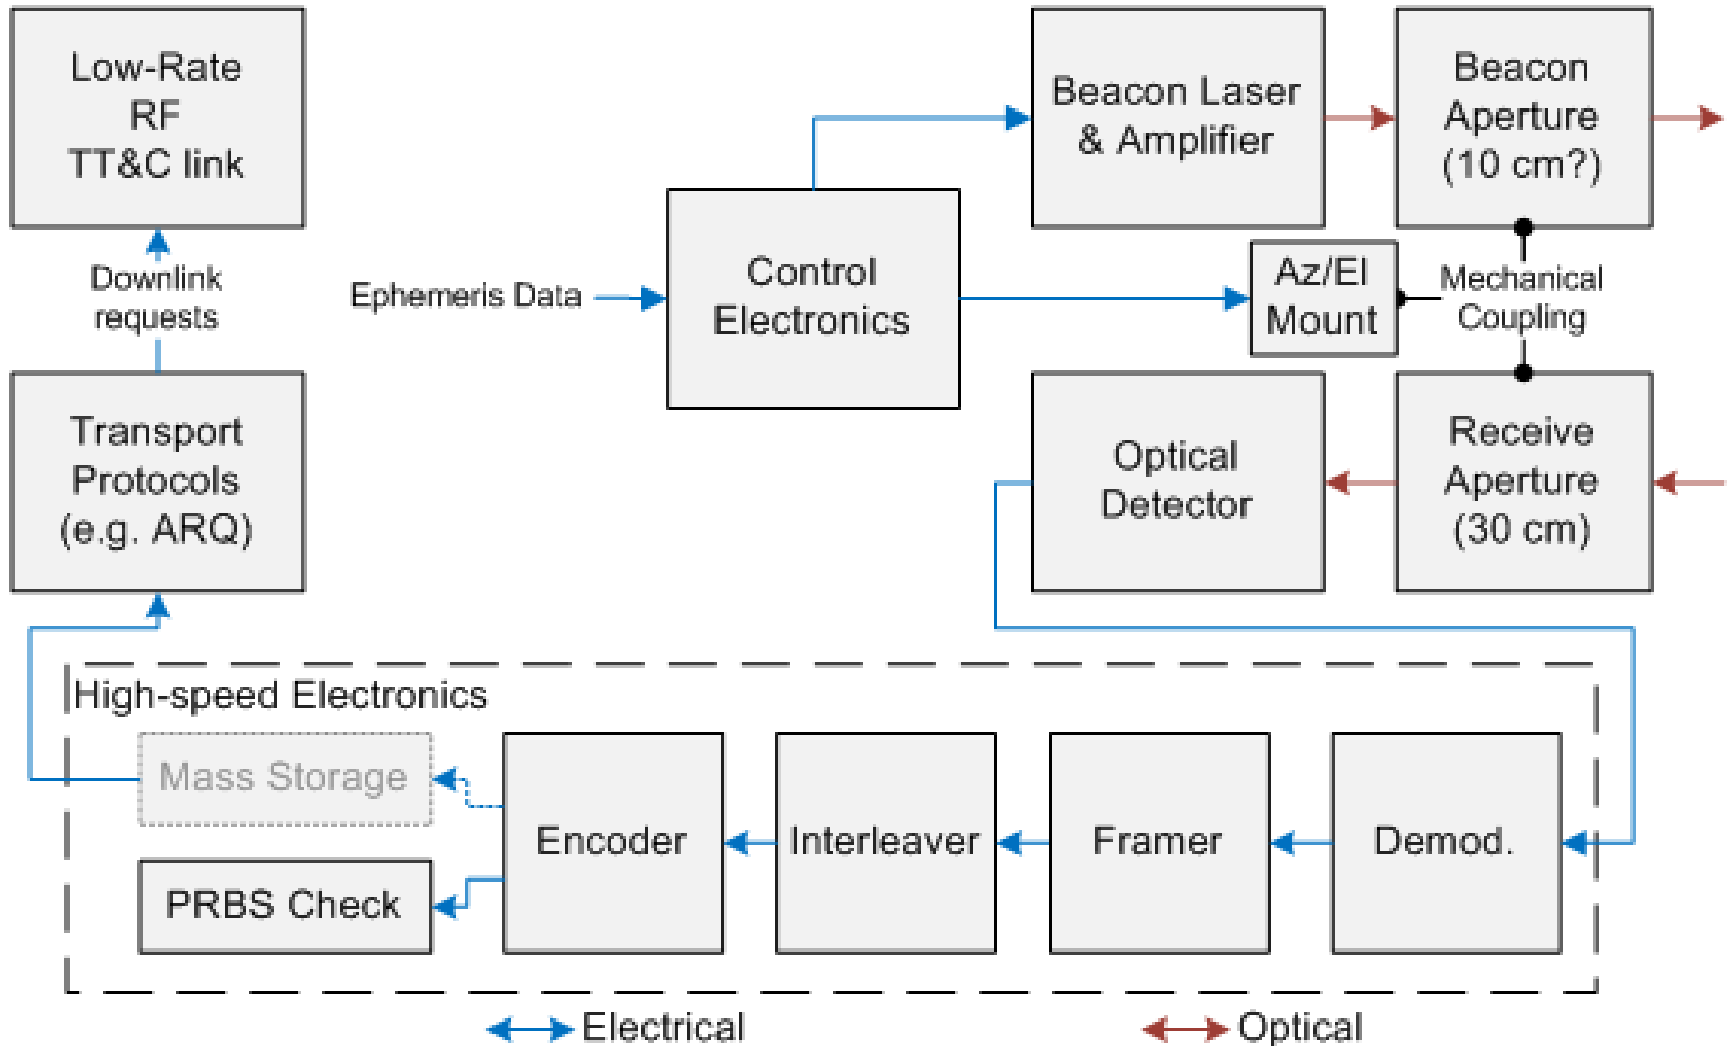 Low-Rate
RF
TT&C link
Beacon Laser
& Amplifier
Beacon
Aperture
(10 cm?)
Downlink
requests
Ephemeris Data
Control
Electronics
Az/El
Mount
Mechanical
Coupling
Transport
Protocols
(e.g. ARQ)
Optical
Detector
Receive
Aperture
(30 cm)
High-speed Electronics
Mass Storage
PRBS Check
Encoder
Interleaver
Framer
Demod.
Electrical
Optical